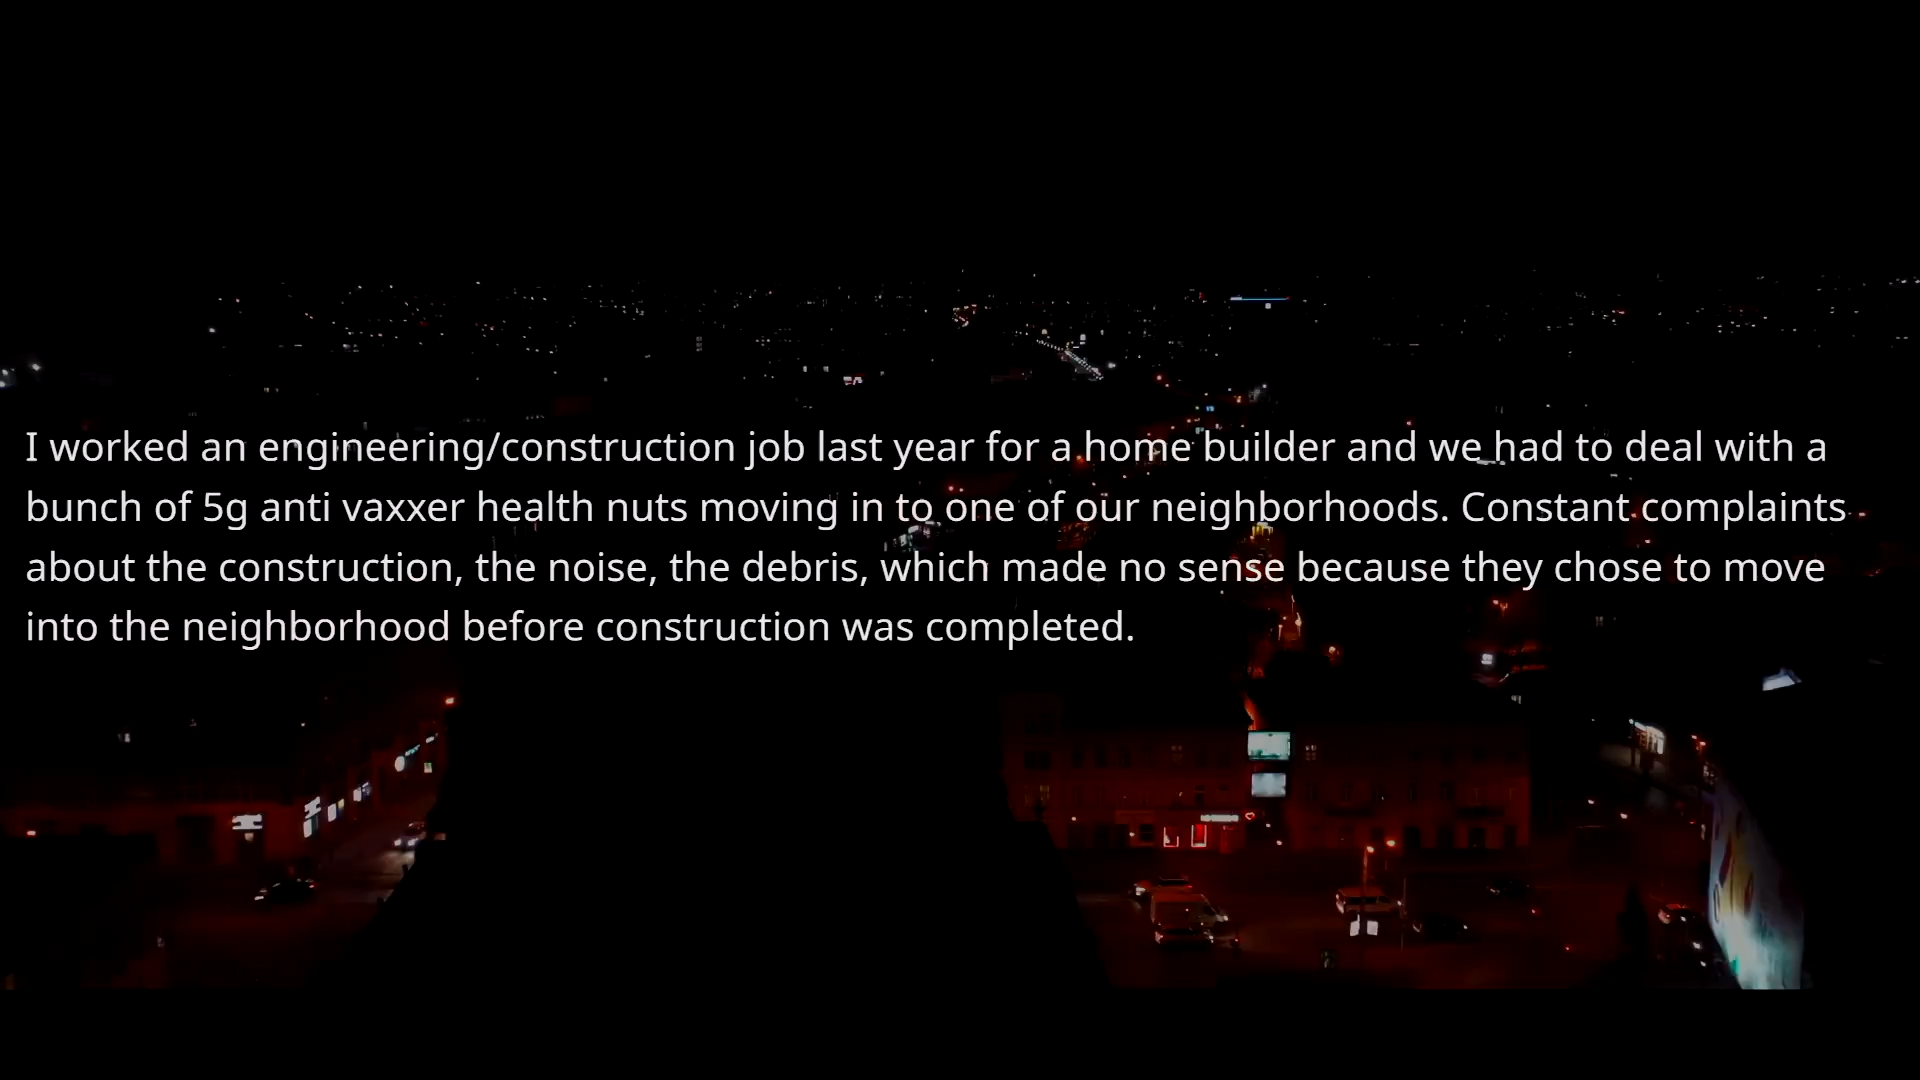 I worked an engineering/construction job last year for a home builder and we had to deal with a
bunch of 5g anti vaxxer health nuts moving in to one of our neighborhoods. Constant complaints
about the construction, the noise, the debris, which made no sense because they chose to move
into the neighborhood before construction was completed.